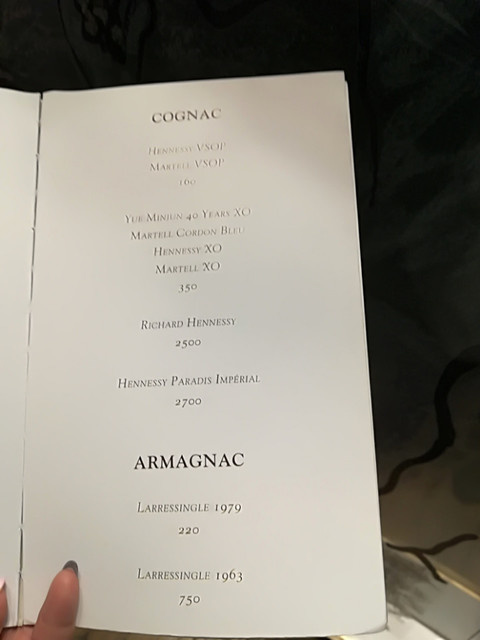 COGNAC
HENNESSY VSOP
MARTELL VSOP
160
YUE MINJUN 40 YEARS XO
MARTELL CORDON BLEU
HENNESSY XO
MARTELL XO
350
RICHARD HENNESSY
2500
HENNESSY PARADIS IMPÉRIAL
2700
ARMAGNAC
LARRESSINGLE 1979
220
LARRESSINGLE 1963
750